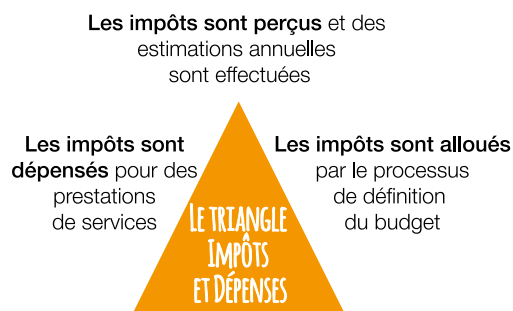 Les impôts sont perçus et des
estimations annuelles
sont effectuées
Les impôts sont
dépensés pour des
prestations
de services
Les impôts sont alloués
par le processus
de définition
du budget
LE TRIANGLE
IMPÔTS
ET DÉPENSES